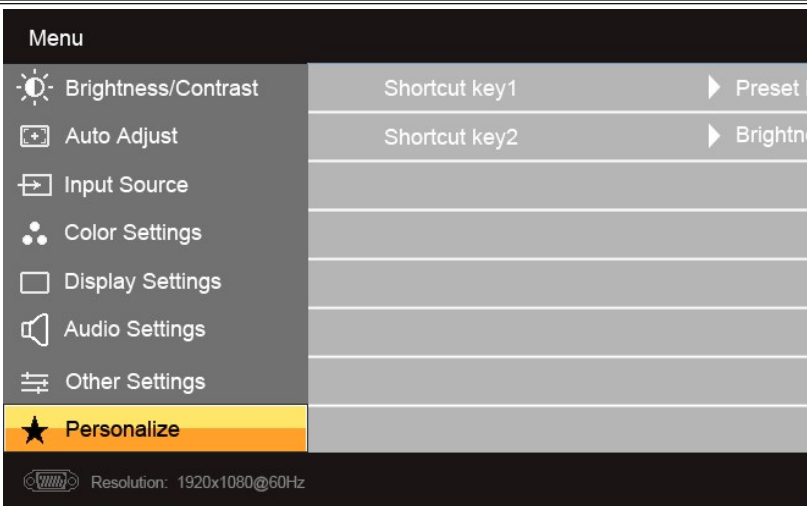 Menu
Brightness/Contrast
Shortcut key1
Preset
Auto Adjust
Shortcut key2
Input Source
Color Settings
Display Settings
Audio Settings
Other Settings
Personalize
Resolution: 1920x1080@60Hz